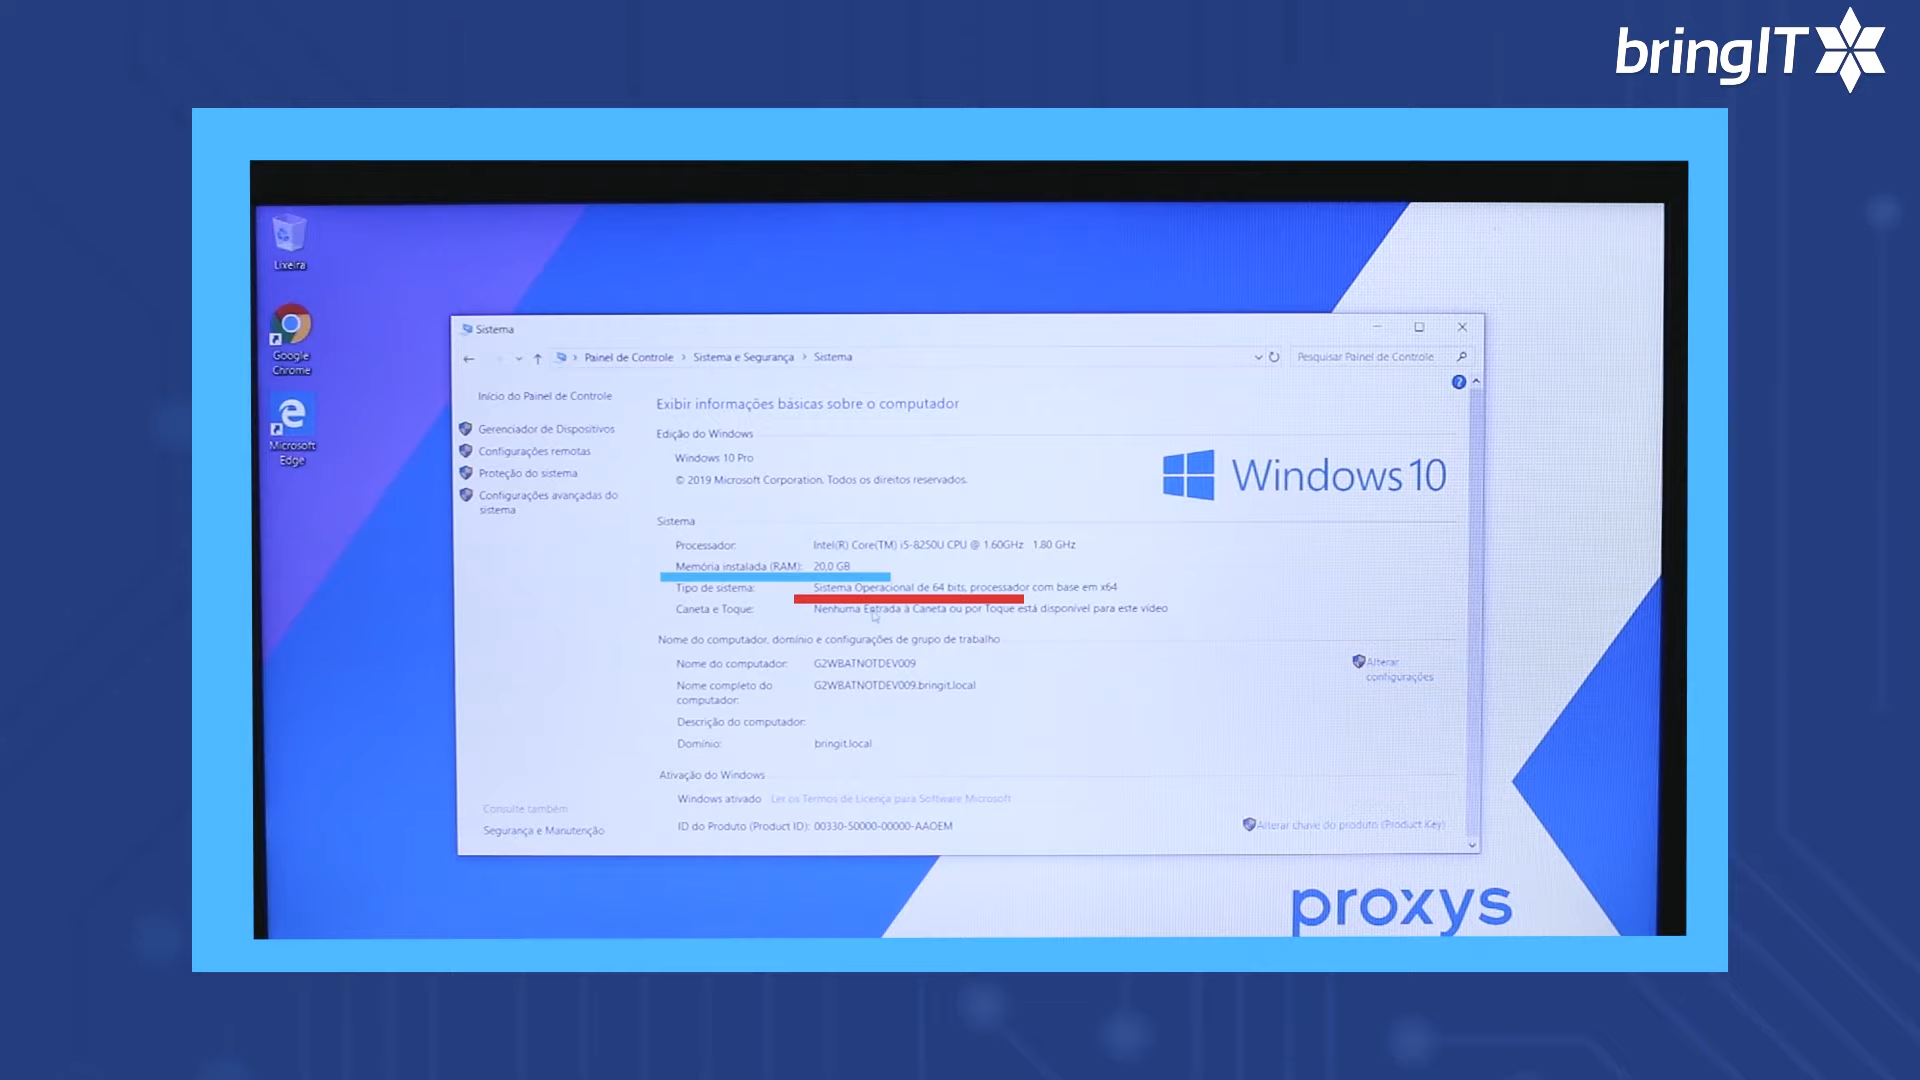 bringIT
Lixeira
Google
Chrome
Microsoft
Edge
Sistema
Painel de Controle > Sistema e Segurança > Sistema
Pesquisar Painel de Controle
Início do Painel de Controle
Gerenciador de Dispositivos
Configurações remotas
Proteção do sistema
Configurações avançadas do
sistema
Consulte também
Segurança e Manutenção
?
Exibir informações básicas sobre o computador
Edição do Windows
Windows 10 Pro
© 2019 Microsoft Corporation. Todos os direitos reservados.
Windows 10
Sistema
Processador: Intel(R) Core(TM) i5-8250U CPU @ 1.60GHz 1.80 GHz
Memória instalada (RAM): 20,0 GB
Tipo de sistema: Sistema Operacional de 64 bits, processador com base em x64
Caneta e Toque: Nenhuma Entrada à Caneta ou por Toque está disponível para este vídeo
Nome do computador, domínio e configurações de grupo de trabalho
Nome do computador: G2WBATNOTDEV009
Alterar
configurações
Nome completo do
computador: G2WBATNOTDEV009.bringit.local
Descrição do computador:
Domínio: bringit.local
Ativação do Windows
Windows ativado Ler os Termos de Licença para Software Microsoft
ID do Produto (Product ID): 00330-50000-00000-AAOEM
Alterar chave do produto (Product Key)
proxys